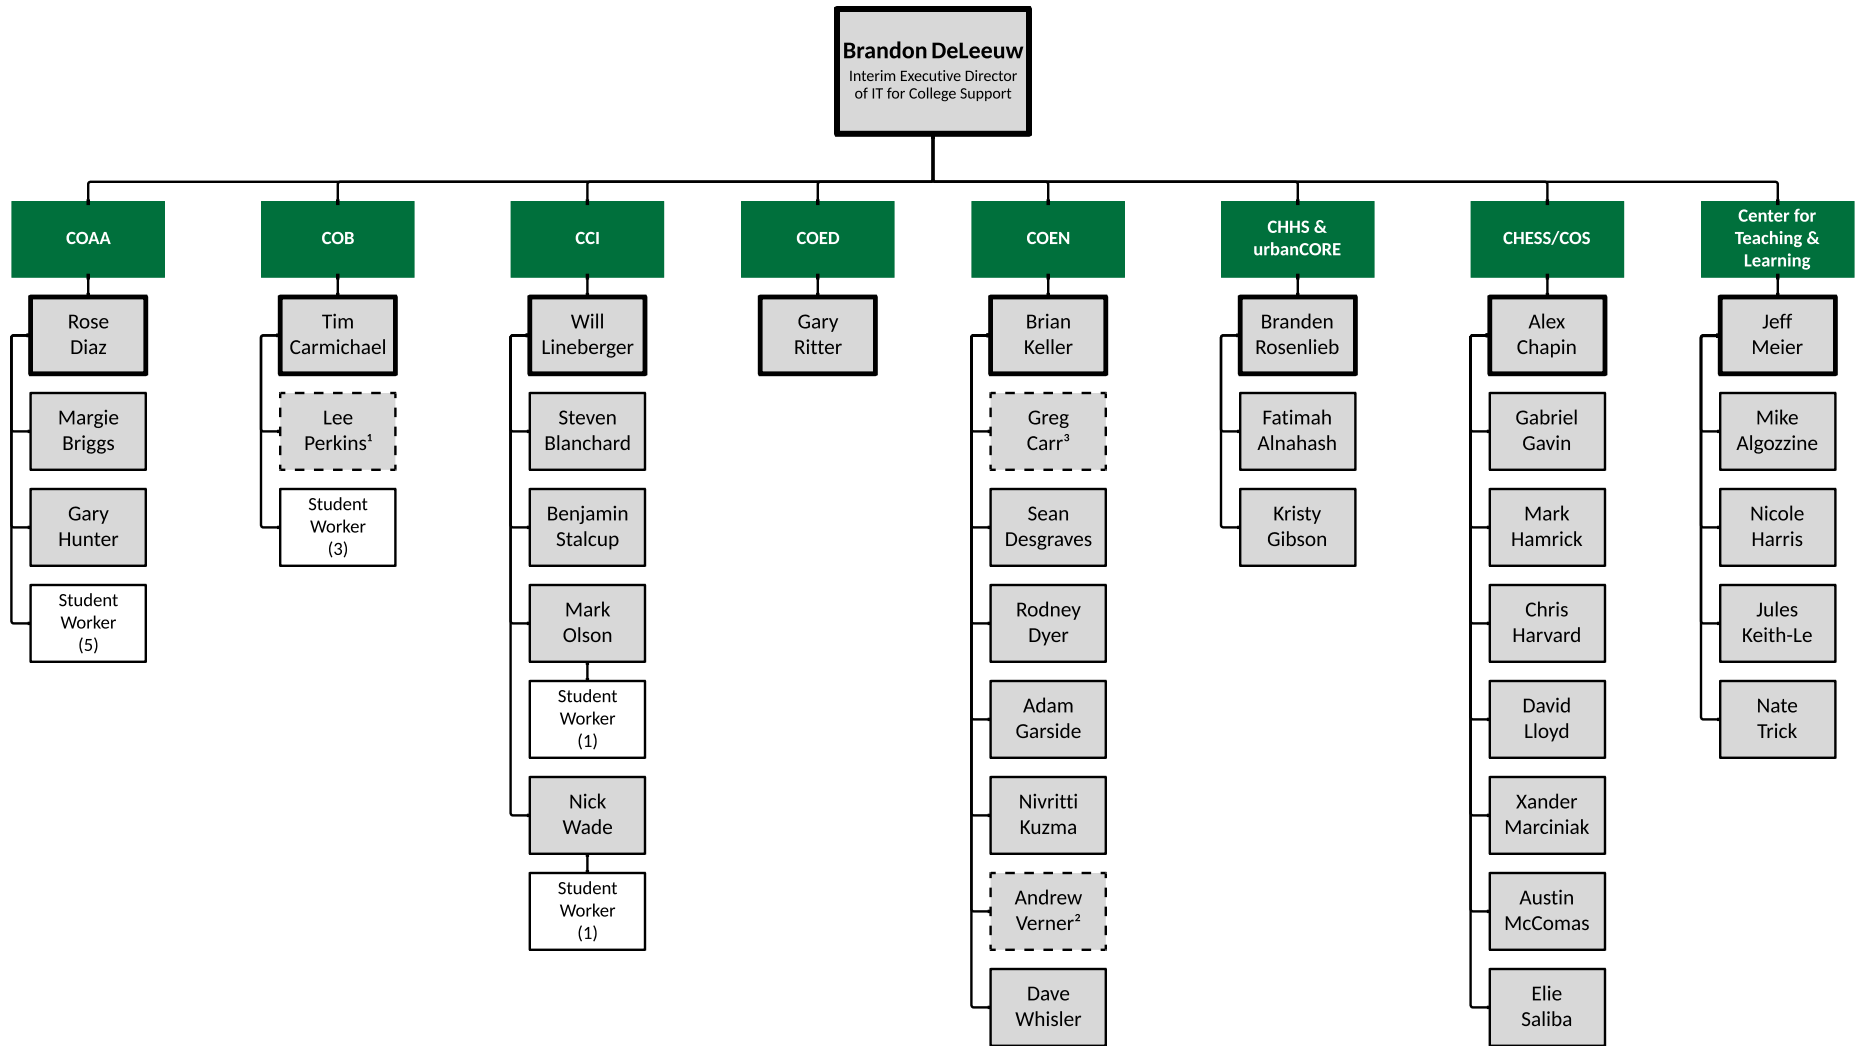 Brandon DeLeeuw
Interim Executive Director
of IT for College Support
COAA
COB
CCI
COED
COEN
CHHS &
urbanCORE
CHESS/COS
Center for
Teaching &
Learning
Rose
Diaz
Margie
Briggs
Gary
Hunter
Student
Worker
(5)
Tim
Carmichael
Lee
Perkins¹
Student
Worker
(3)
Will
Lineberger
Steven
Blanchard
Benjamin
Stalcup
Mark
Olson
Student
Worker
(1)
Nick
Wade
Student
Worker
(1)
Gary
Ritter
Brian
Keller
Greg
Carr³
Sean
Desgraves
Rodney
Dyer
Adam
Garside
Nivritti
Kuzma
Andrew
Verner²
Dave
Whisler
Branden
Rosenlieb
Fatimah
Alnahash
Kristy
Gibson
Alex
Chapin
Gabriel
Gavin
Mark
Hamrick
Chris
Harvard
David
Lloyd
Xander
Marciniak
Austin
McComas
Elie
Saliba
Jeff
Meier
Mike
Algozzine
Nicole
Harris
Jules
Keith-Le
Nate
Trick